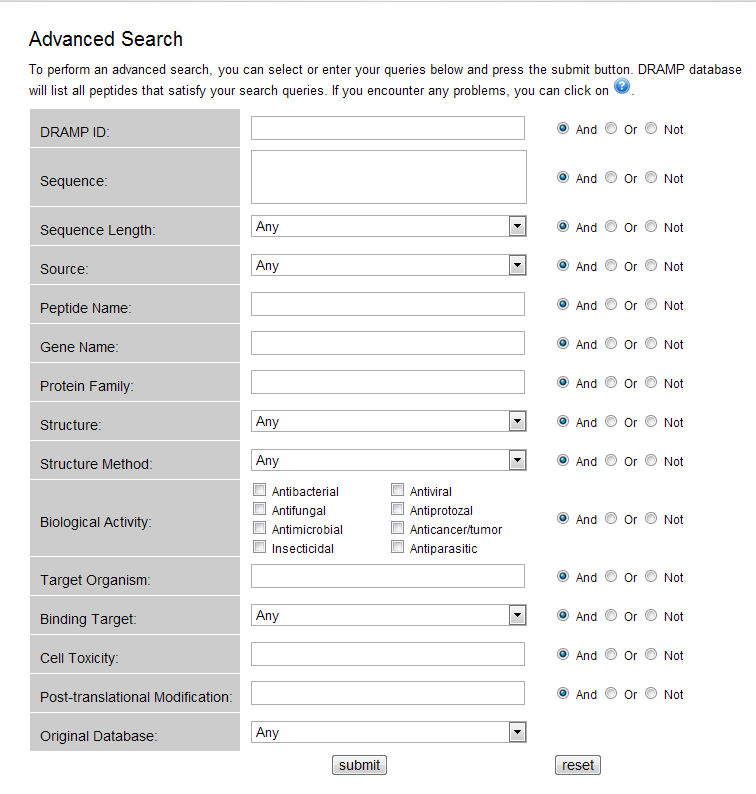 Advanced Search
To perform an advanced search, you can select or enter your queries below and press the submit button. DRAMP database
will list all peptides that satisfy your search queries. If you encounter any problems, you can click on ?.
DRAMP ID: And Or Not
Sequence: And Or Not
Sequence Length: Any And Or Not
Source: Any And Or Not
Peptide Name: And Or Not
Gene Name: And Or Not
Protein Family: And Or Not
Structure: Any And Or Not
Structure Method: Any And Or Not
Biological Activity:
Antibacterial Antiviral
Antifungal Antiprotozal
Antimicrobial Anticancer/tumor
Insecticidal Antiparasitic
And Or Not
Target Organism: And Or Not
Binding Target: Any And Or Not
Cell Toxicity: And Or Not
Post-translational Modification: And Or Not
Original Database: Any
submit reset